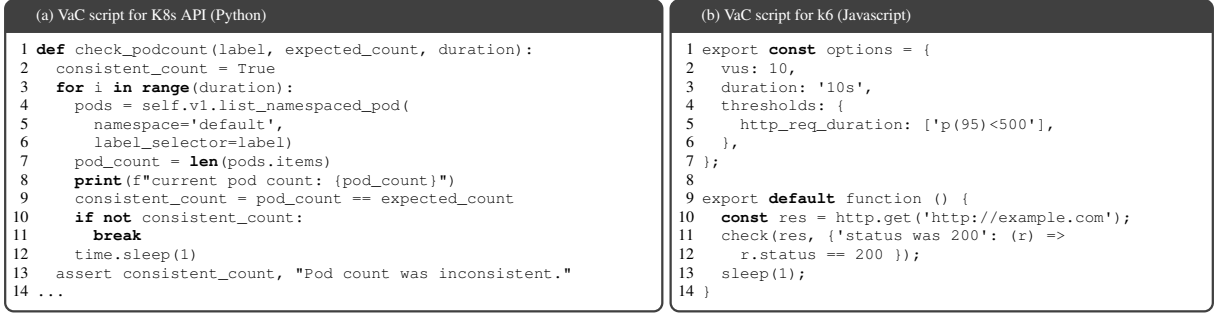 (a) VaC script for K8s API (Python)
1 def check_podcount(label, expected_count, duration):
2   consistent_count = True
3   for i in range(duration):
4     pods = self.v1.list_namespaced_pod(
5       namespace='default',
6       label_selector=label)
7     pod_count = len(pods.items)
8     print(f"current pod count: {pod_count}")
9     consistent_count = pod_count == expected_count
10     if not consistent_count:
11       break
12     time.sleep(1)
13   assert consistent_count, "Pod count was inconsistent."
14 ...
(b) VaC script for k6 (Javascript)
1 export const options = {
2   vus: 10,
3   duration: '10s',
4   thresholds: {
5     http_req_duration: ['p(95)<500'],
6   },
7 };
8
9 export default function () {
10   const res = http.get('http://example.com');
11   check(res, {'status was 200': (r) =>
12     r.status == 200 });
13   sleep(1);
14 }